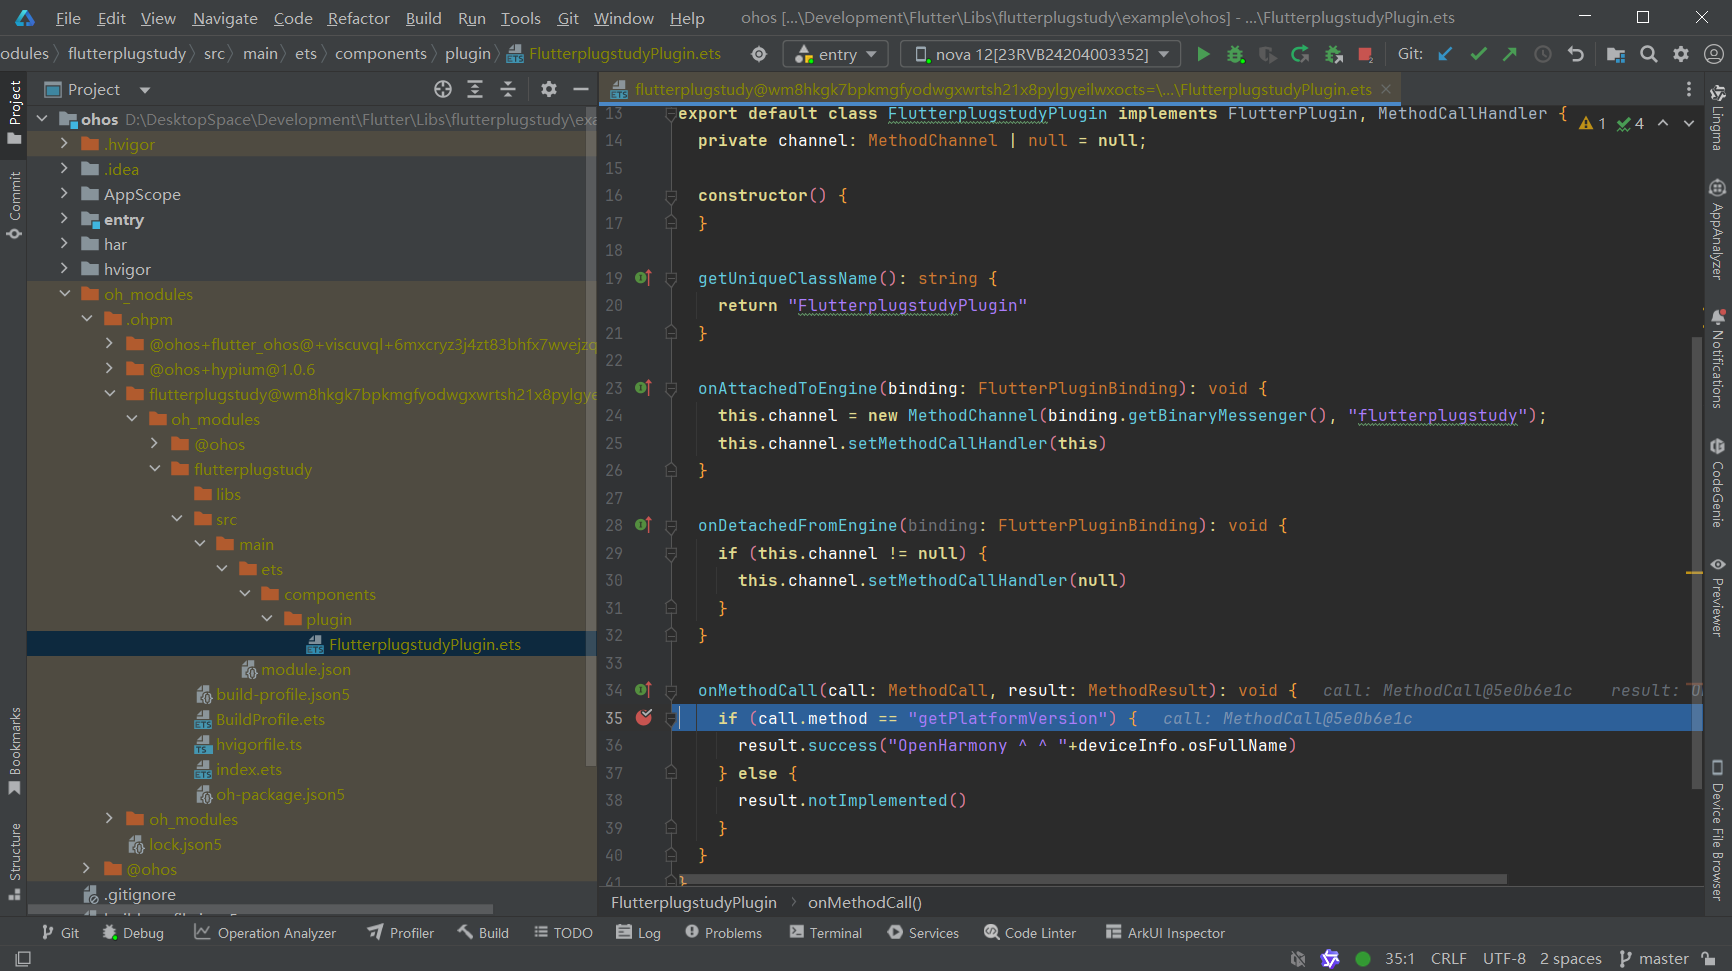 File Edit View Navigate Code Refactor Build Run Tools Git Window Help ohos [...\Development\Flutter\Libs\flutterplugstudy\example\ohos] - ...\FlutterplugstudyPlugin.ets
odules flutterplugstudy src main ets components plugin FlutterplugstudyPlugin.ets entry nova 12[23RVB24204003352] Git:
Project
flutterplugstudy@wm8hkgk7bpkmgfyodwgxwrtsh21x8pylgyeilwxocts=\...\FlutterplugstudyPlugin.ets
Project
Commit
Bookmarks
Structure
ohos D:\DesktopSpace\Development\Flutter\Libs\flutterplugstudy\exa
.hvigor
.idea
AppScope
entry
har
hvigor
oh_modules
.ohpm
@ohos+flutter_ohos@+viscuvql+6mxcryz3j4zt83bhfx7wvejzq
@ohos+hypium@1.0.6
flutterplugstudy@wm8hkgk7bpkmgfyodwgxwrtsh21x8pylgye
oh_modules
@ohos
flutterplugstudy
libs
src
main
ets
components
plugin
FlutterplugstudyPlugin.ets
module.json
build-profile.json5
BuildProfile.ets
hvigorfile.ts
index.ets
oh-package.json5
oh_modules
lock.json5
@ohos
.gitignore
13 export default class FlutterplugstudyPlugin implements FlutterPlugin, MethodCallHandler { 1 4
14 private channel: MethodChannel | null = null;
15
16 constructor() {
17 }
18
19 getUniqueClassName(): string {
20 return "FlutterplugstudyPlugin"
21 }
22
23 onAttachedToEngine(binding: FlutterPluginBinding): void {
24 this.channel = new MethodChannel(binding.getBinaryMessenger(), "flutterplugstudy");
25 this.channel.setMethodCallHandler(this)
26 }
27
28 onDetachedFromEngine(binding: FlutterPluginBinding): void {
29 if (this.channel != null) {
30 this.channel.setMethodCallHandler(null)
31 }
32 }
33
34 onMethodCall(call: MethodCall, result: MethodResult): void { call: MethodCall@5e0b6e1c result:
35 if (call.method == "getPlatformVersion") { call: MethodCall@5e0b6e1c
36 result.success("OpenHarmony ^ ^ "+deviceInfo.osFullName)
37 } else {
38 result.notImplemented()
39 }
40 }
41 }
FlutterplugstudyPlugin onMethodCall()
Lingma
AppAnalyzer
Notifications
CodeGenie
Previewer
Device File Browser
Git Debug Operation Analyzer Profiler Build TODO Log Problems Terminal Services Code Linter ArkUI Inspector
35:1 CRLF UTF-8 2 spaces master